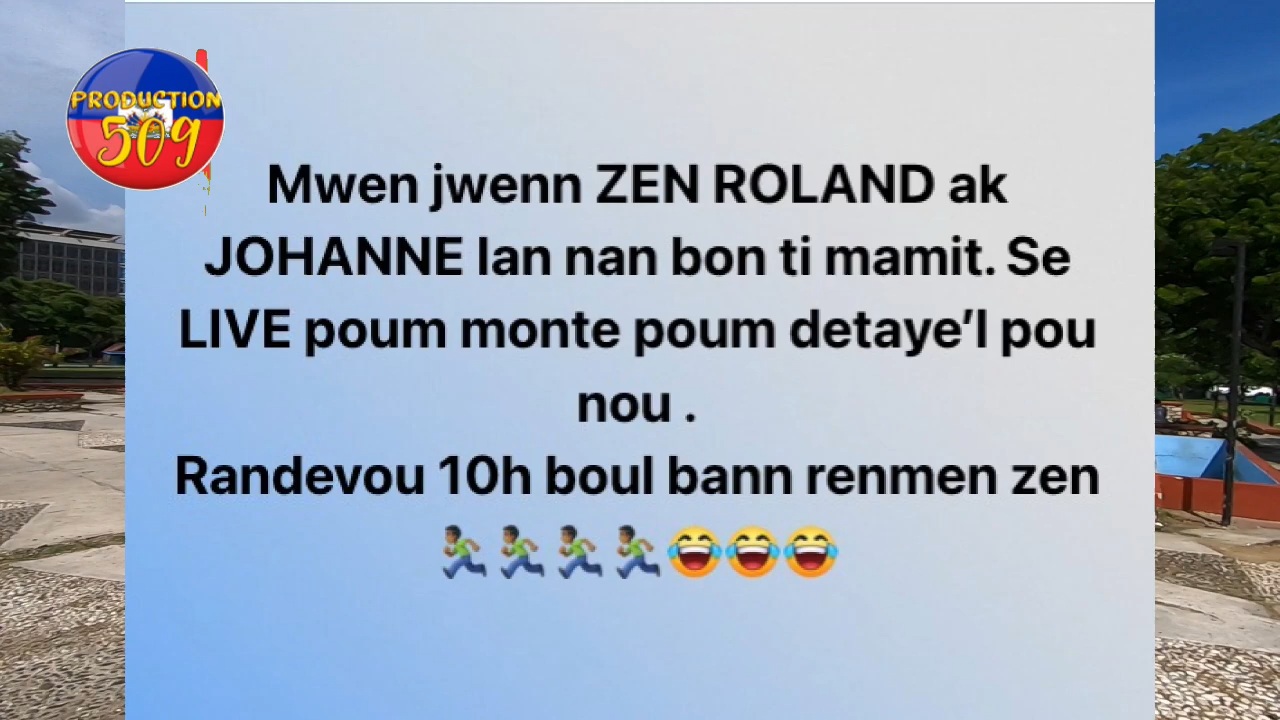 PRODUCTION
509
Mwen jwenn ZEN ROLAND ak
JOHANNE lan nan bon ti mamit. Se
LIVE poum monte poum detaye’l pou
nou .
Randevou 10h boul bann renmen zen
🏃🏾🏃🏾🏃🏾🏃🏾😂😂😂